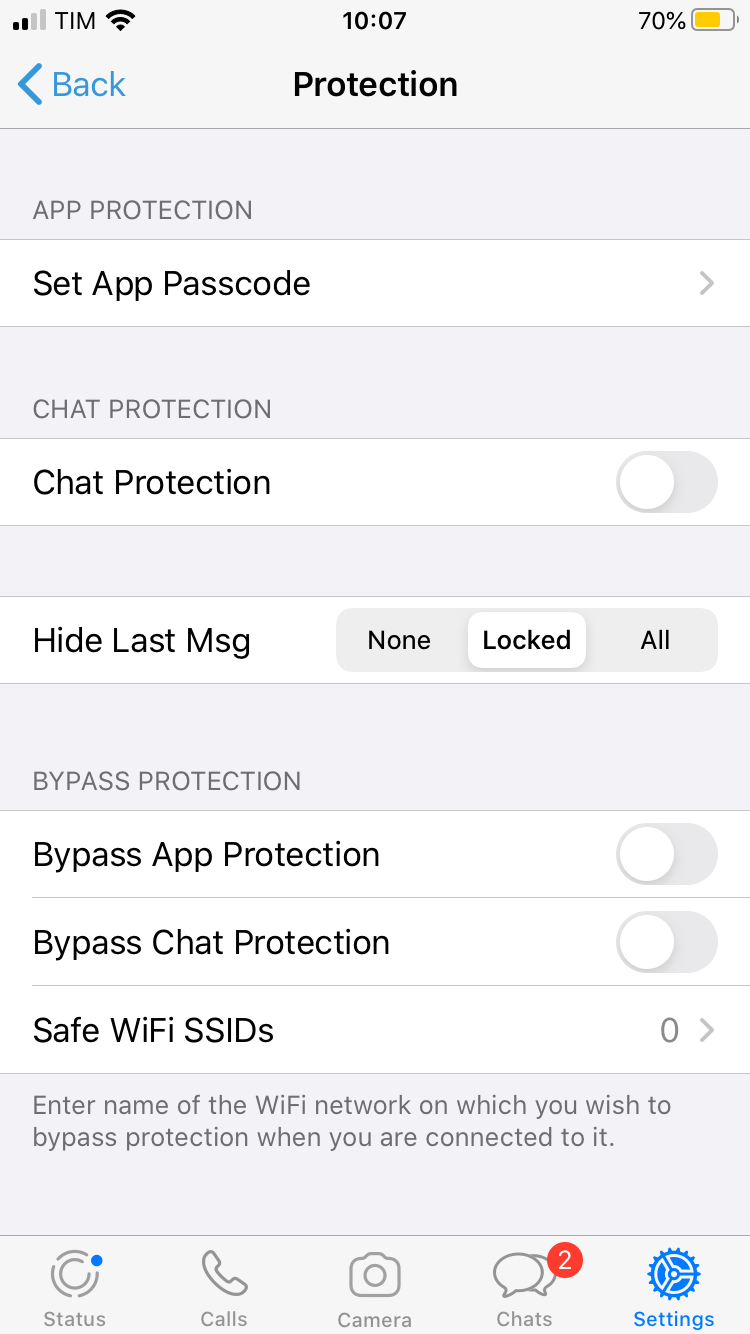 TIM 10:07 70%
Back Protection
APP PROTECTION
Set App Passcode
CHAT PROTECTION
Chat Protection
Hide Last Msg None Locked All
BYPASS PROTECTION
Bypass App Protection
Bypass Chat Protection
Safe WiFi SSIDs 0
Enter name of the WiFi network on which you wish to
bypass protection when you are connected to it.
2
Status Calls Camera Chats Settings